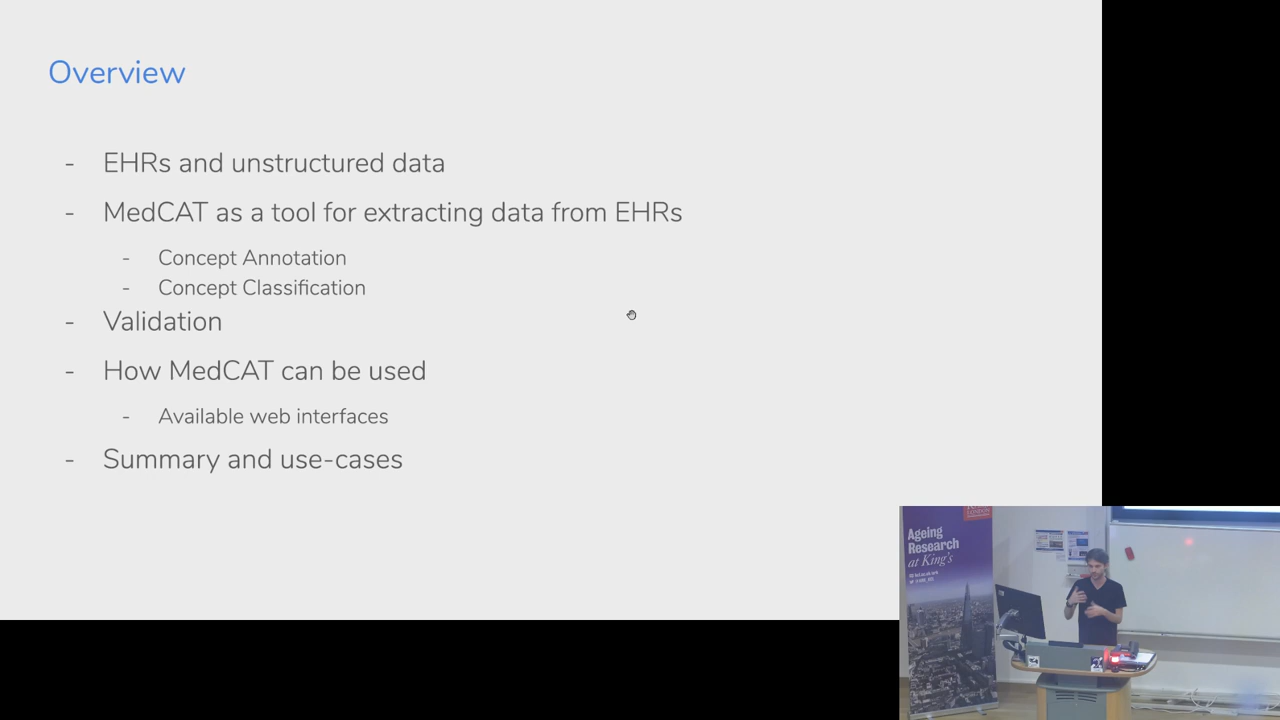 Overview
- EHRs and unstructured data
- MedCAT as a tool for extracting data from EHRs
- Concept Annotation
- Concept Classification
- Validation
- How MedCAT can be used
- Available web interfaces
- Summary and use-cases
LONDON
Ageing
Research
at King's